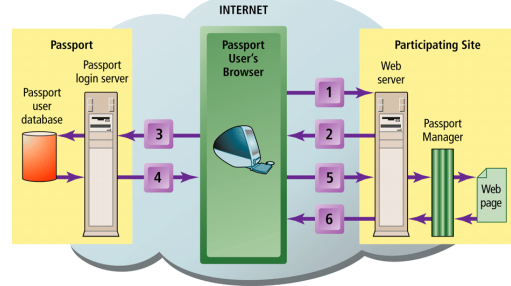 INTERNET
Passport
Passport
login server
Passport
user
database
Passport
User's
Browser
Participating Site
Web
server
Passport
Manager
Web
page
1
2
3
4
5
6